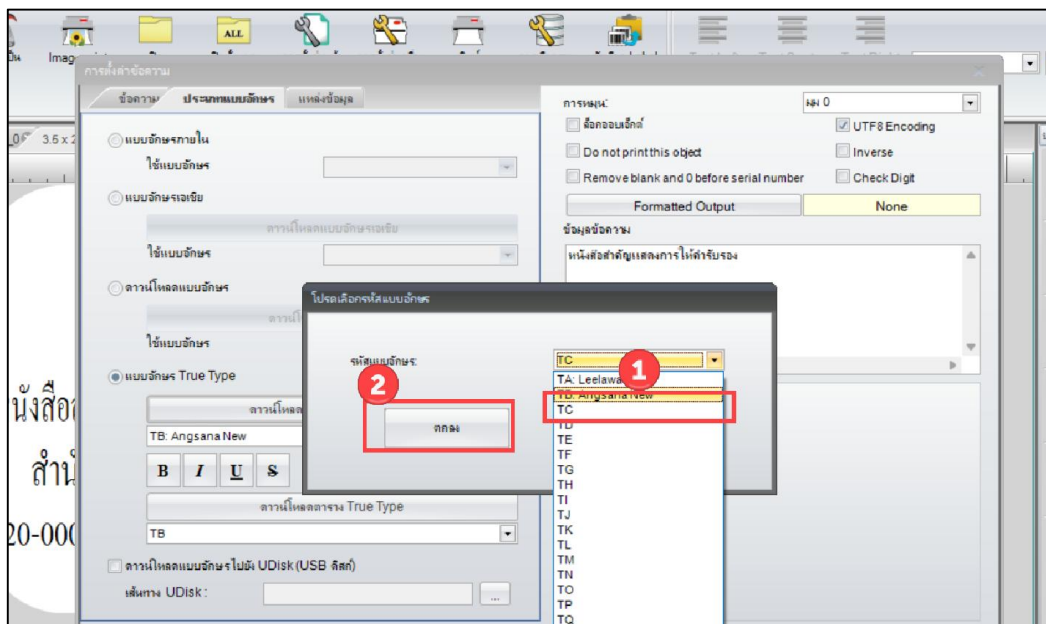 ALL
Imag
การตั้งค่าข้อความ
ข้อความ
ประเภทแบบอักษร
แหล่งข้อมูล
3.5 x 2
แบบอักษรภายใน
ใช้แบบอักษร
แบบอักษรเอเชีย
ดาวน์โหลดแบบอักษรเอเชีย
ใช้แบบอักษร
ดาวน์โหลดแบบอักษร
ใช้แบบอักษร
แบบอักษร True Type
TB: Angsana New
B I U S
ดาวน์โหลดตาราง True Type
TB
ดาวน์โหลดแบบอักษรไปยัง UDisk (USB ดิสก์)
เส้นทาง UDisk :
...
การหมุน:
มุม 0
ล็อคออบเจ็กต์
UTF8 Encoding
Do not print this object
Inverse
Remove blank and 0 before serial number
Check Digit
Formatted Output
None
ข้อมูลข้อความ
หนังสือสำคัญแสดงการให้คำรับรอง
โปรดเลือกรหัสแบบอักษร
รหัสแบบอักษร:
TC
1
2
ตกลง
TA: Leelawa
TB: Angsana New
TC
TD
TE
TF
TG
TH
TI
TJ
TK
TL
TM
TN
TO
TP
TQ
นังสือ
สำนั
20-000